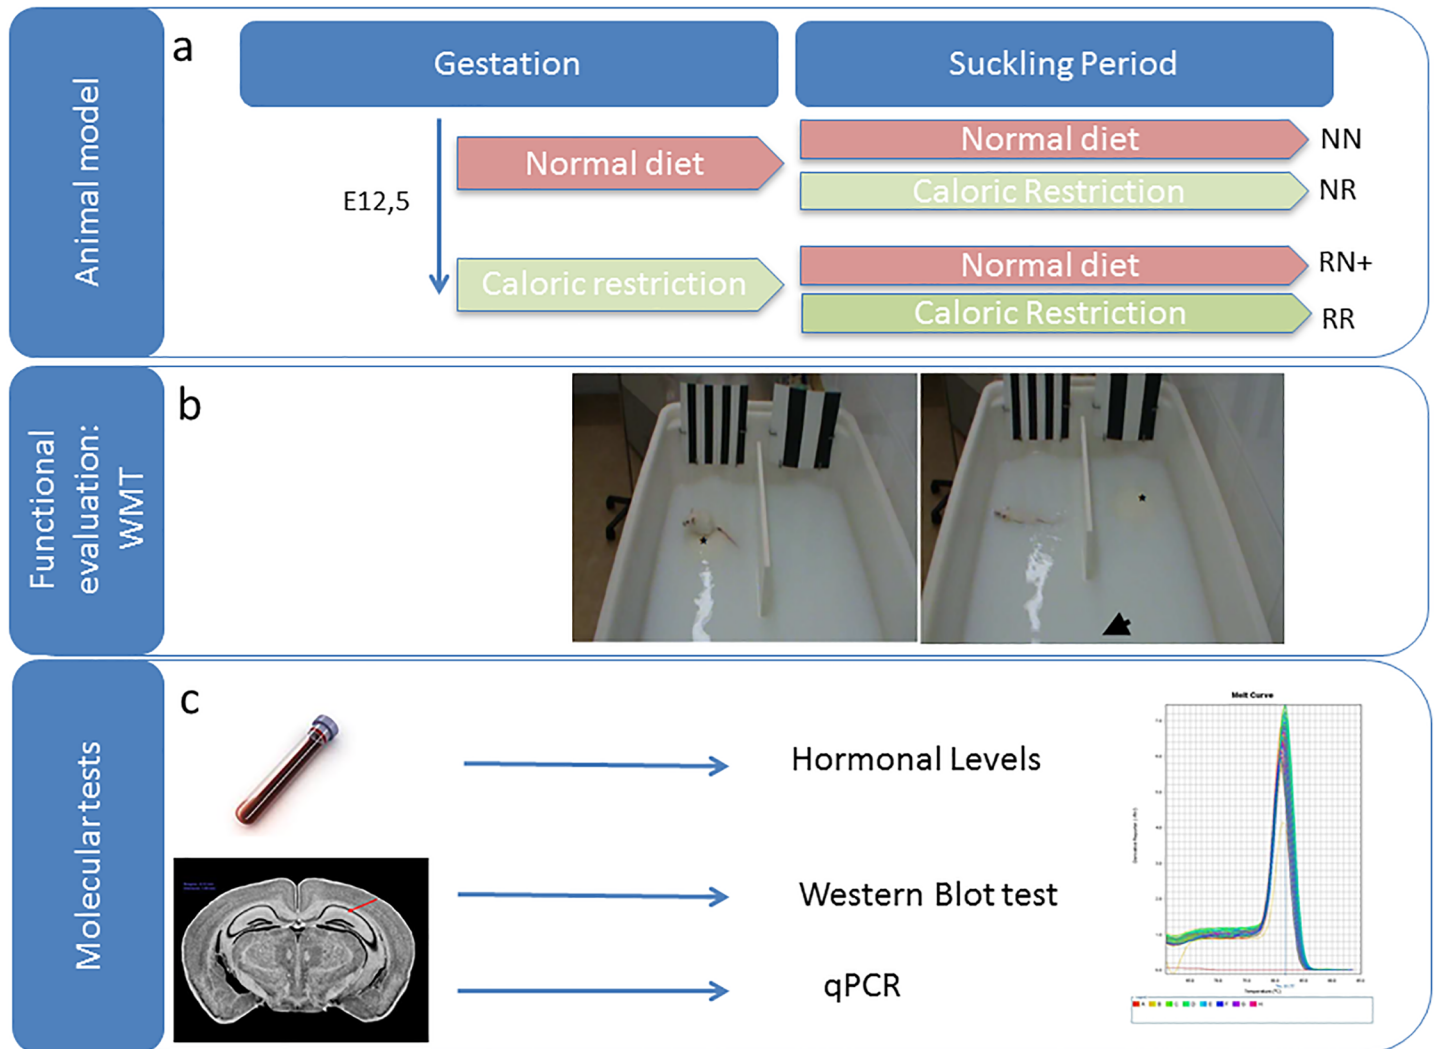 Animal model
a
Gestation
Suckling Period
E12,5
Normal diet
Normal diet
NN
Caloric Restriction
NR
Caloric restriction
Normal diet
RN+
Caloric Restriction
RR
Functional
evaluation:
WMT
b
*
*
Molecular tests
c
Hormonal Levels
Western Blot test
qPCR
Melt Curve
Temperature (°C)
A B C D E F G H